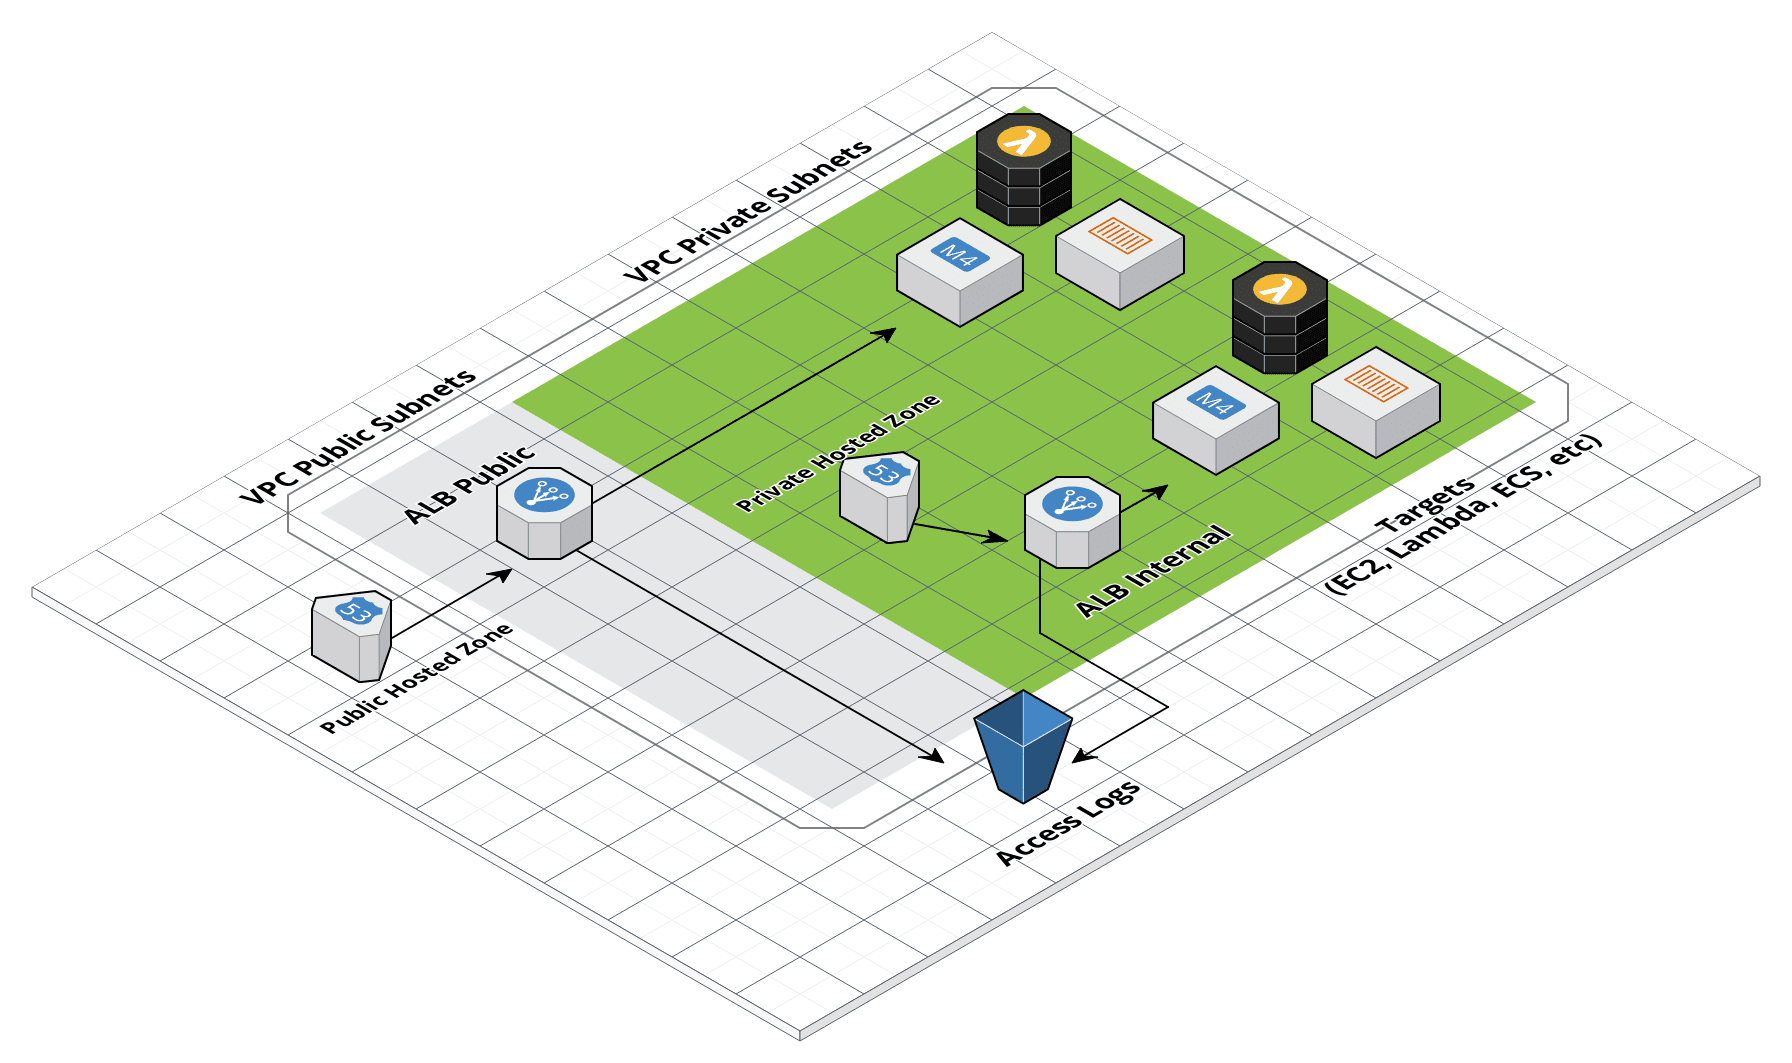 VPC Private Subnets
VPC Public Subnets
M4
M4
ALB Public
Private Hosted Zone
53
Targets
(EC2, Lambda, ECS, etc)
ALB Internal
53
Public Hosted Zone
Access Logs